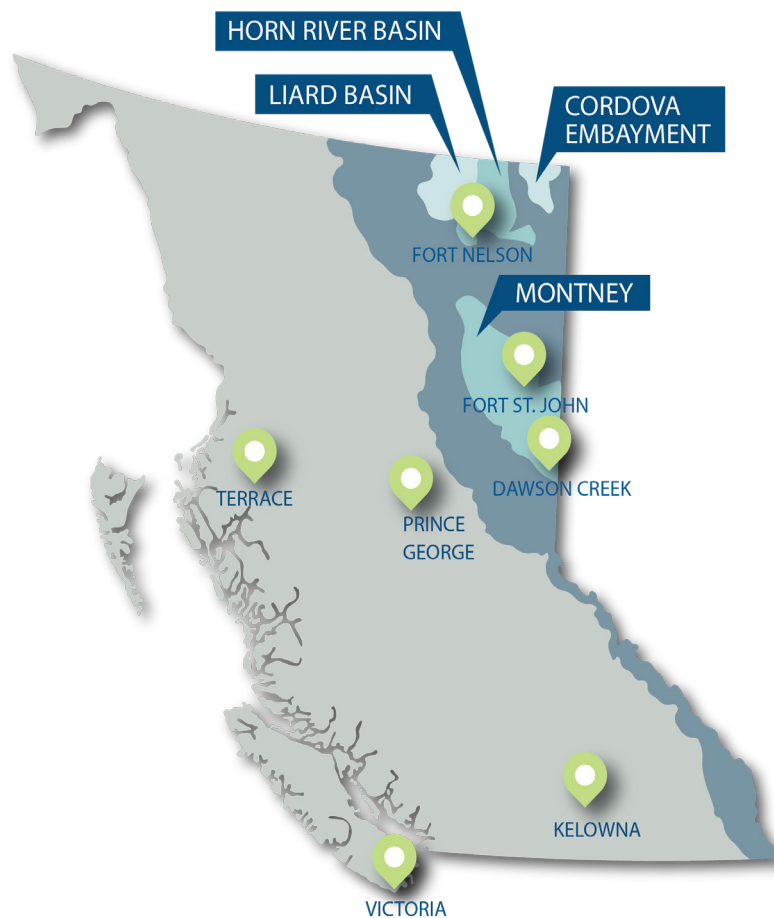 HORN RIVER BASIN
LIARD BASIN
CORDOVA
EMBAYMENT
FORT NELSON
MONTNEY
FORT ST. JOHN
DAWSON CREEK
TERRACE
PRINCE
GEORGE
KELOWNA
VICTORIA